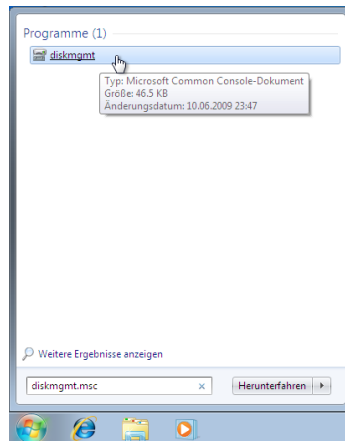 Programme (1)
diskmgmt
Typ: Microsoft Common Console-Dokument
Größe: 46.5 KB
Änderungsdatum: 10.06.2009 23:47
Weitere Ergebnisse anzeigen
diskmgmt.msc
Herunterfahren